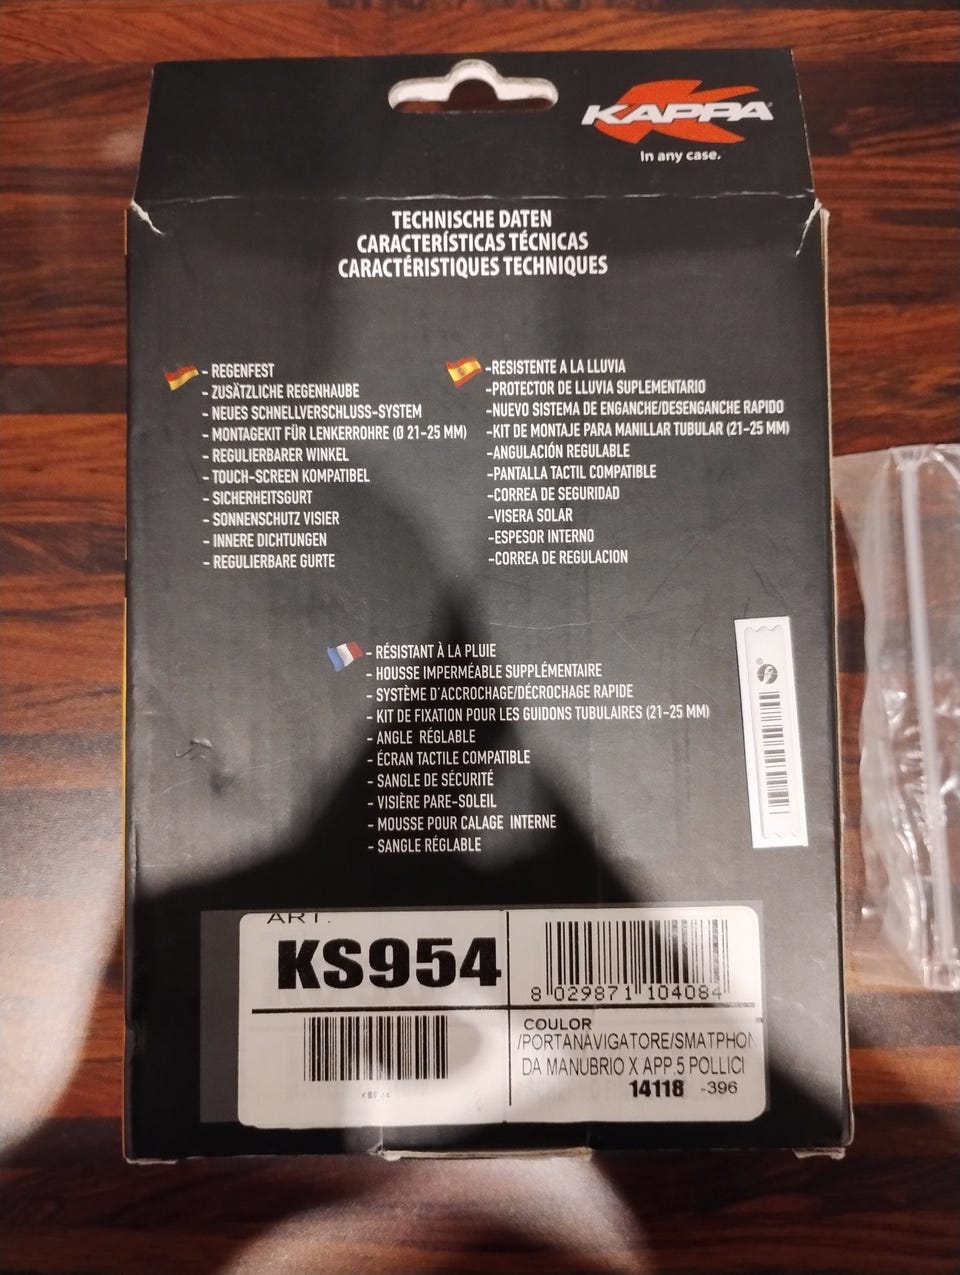 KAPPA
In any case.
TECHNISCHE DATEN
CARACTERÍSTICAS TÉCNICAS
CARACTÉRISTIQUES TECHNIQUES
- REGENFEST
- ZUSÄTZLICHE REGENHAUBE
- NEUES SCHNELLVERSCHLUSS-SYSTEM
- MONTAGEKIT FÜR LENKERROHRE (Ø 21-25 MM)
- REGULIERBARER WINKEL
- TOUCH-SCREEN KOMPATIBEL
- SICHERHEITSGURT
- SONNENSCHUTZ VISIER
- INNERE DICHTUNGEN
- REGULIERBARE GURTE
-RESISTENTE A LA LLUVIA
-PROTECTOR DE LLUVIA SUPLEMENTARIO
-NUEVO SISTEMA DE ENGANCHE/DESENGANCHE RAPIDO
-KIT DE MONTAJE PARA MANILLAR TUBULAR (21-25 MM)
-ANGULACIÓN REGULABLE
-PANTALLA TACTIL COMPATIBLE
-CORREA DE SEGURIDAD
-VISERA SOLAR
-ESPESOR INTERNO
-CORREA DE REGULACION
- RÉSISTANT À LA PLUIE
- HOUSSE IMPERMÉABLE SUPPLÉMENTAIRE
- SYSTÈME D'ACCROCHAGE/DÉCROCHAGE RAPIDE
- KIT DE FIXATION POUR LES GUIDONS TUBULAIRES (21-25 MM)
- ANGLE RÉGLABLE
- ÉCRAN TACTILE COMPATIBLE
- SANGLE DE SÉCURITÉ
- VISIÈRE PARE-SOLEIL
- MOUSSE POUR CALAGE INTERNE
- SANGLE RÉGLABLE
ART.
KS954
8 029871 104084
COULOR
/PORTANAVIGATORE/SMATPHON
DA MANUBRIO X APP.5 POLLICI
14118 -396
KS954